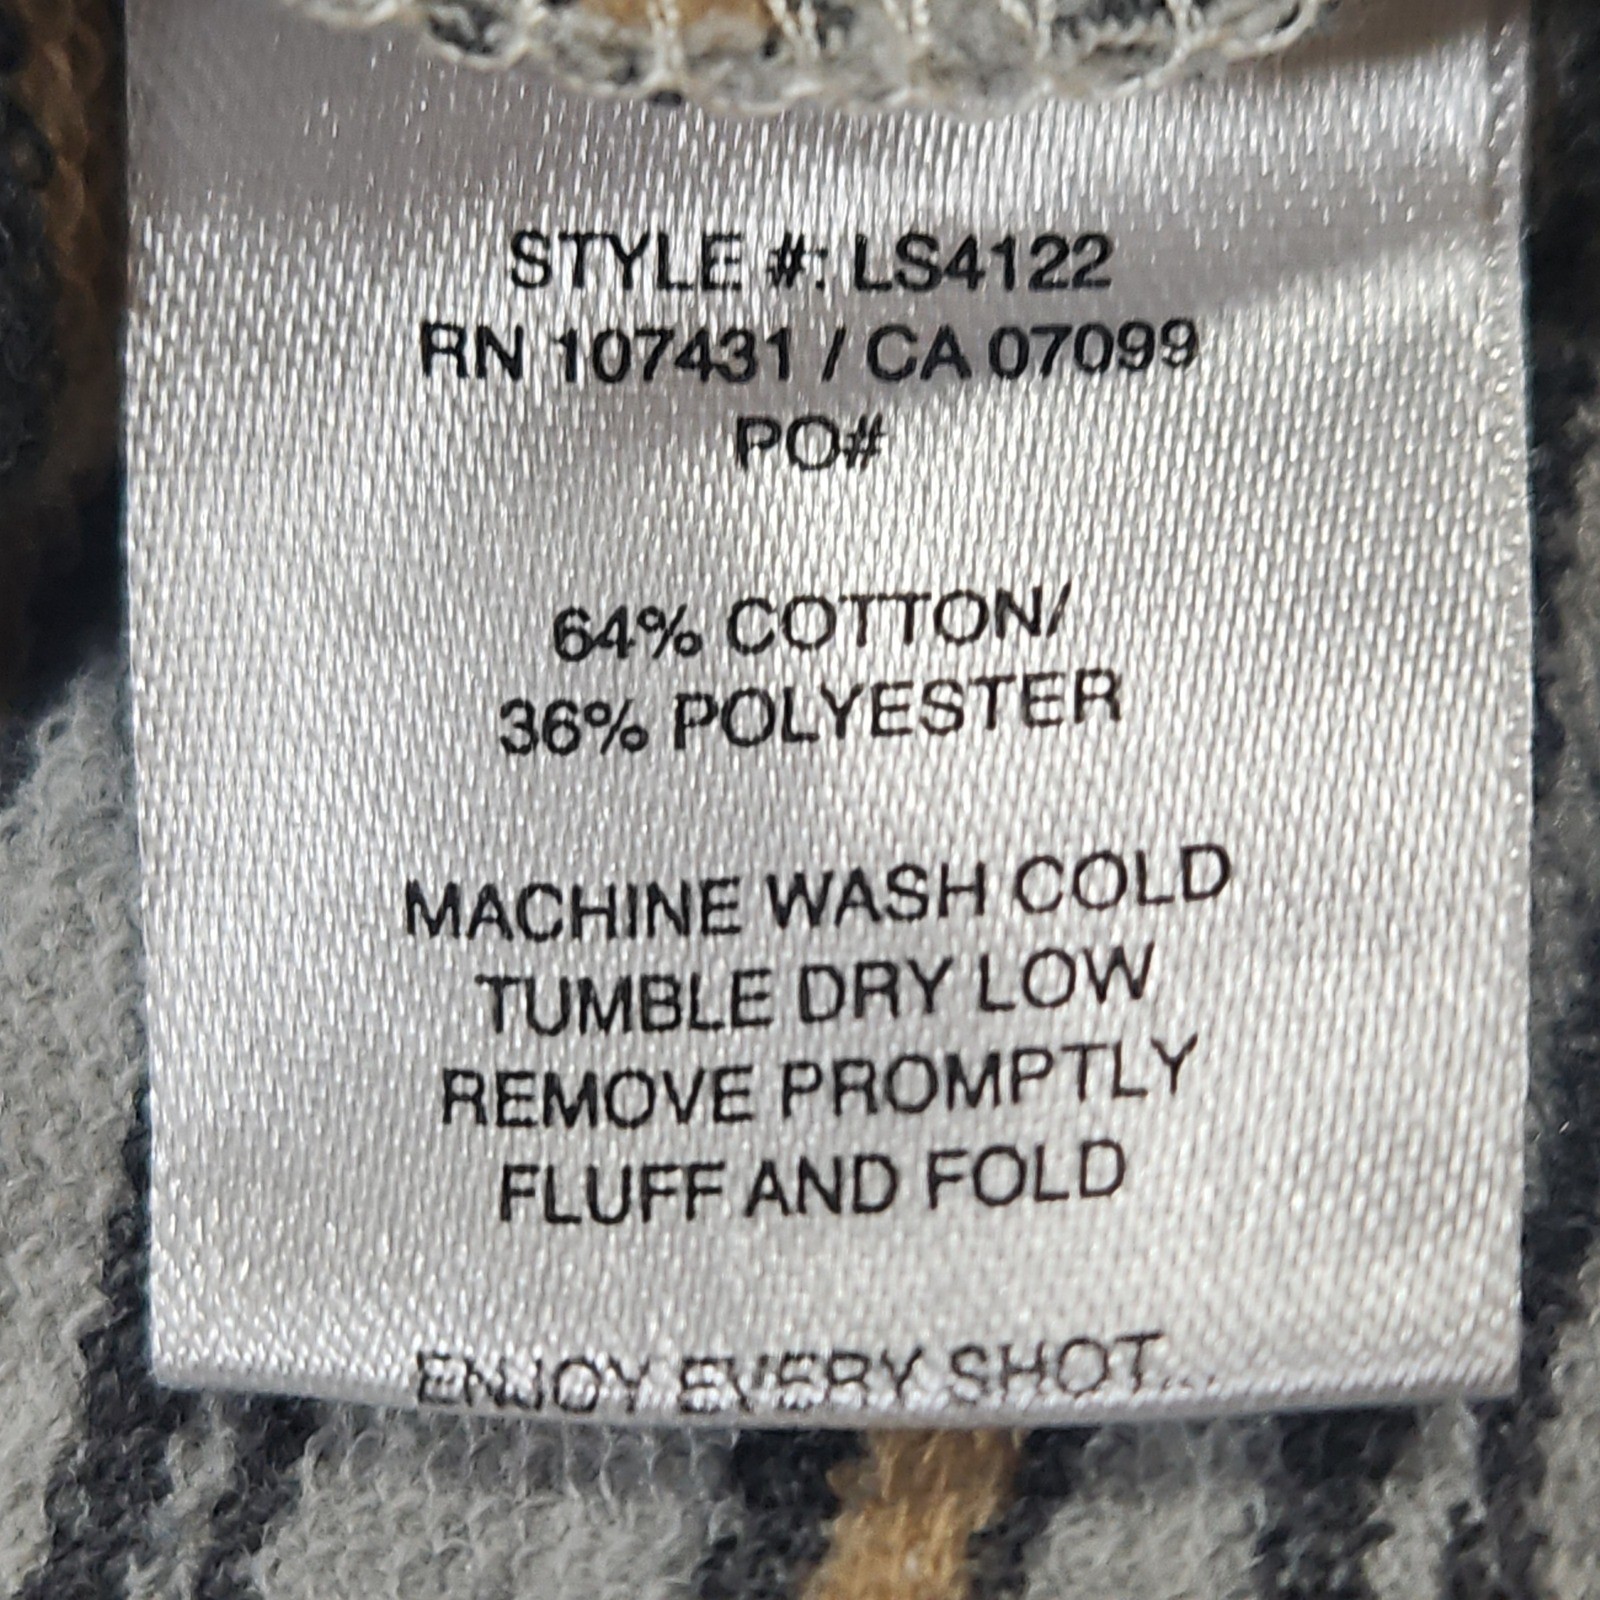 STYLE #: LS4122
RN 107431 / CA 07099
PO#
64% COTTON/
36% POLYESTER
MACHINE WASH COLD
TUMBLE DRY LOW
REMOVE PROMPTLY
FLUFF AND FOLD
ENJOY EVERY SHOT...